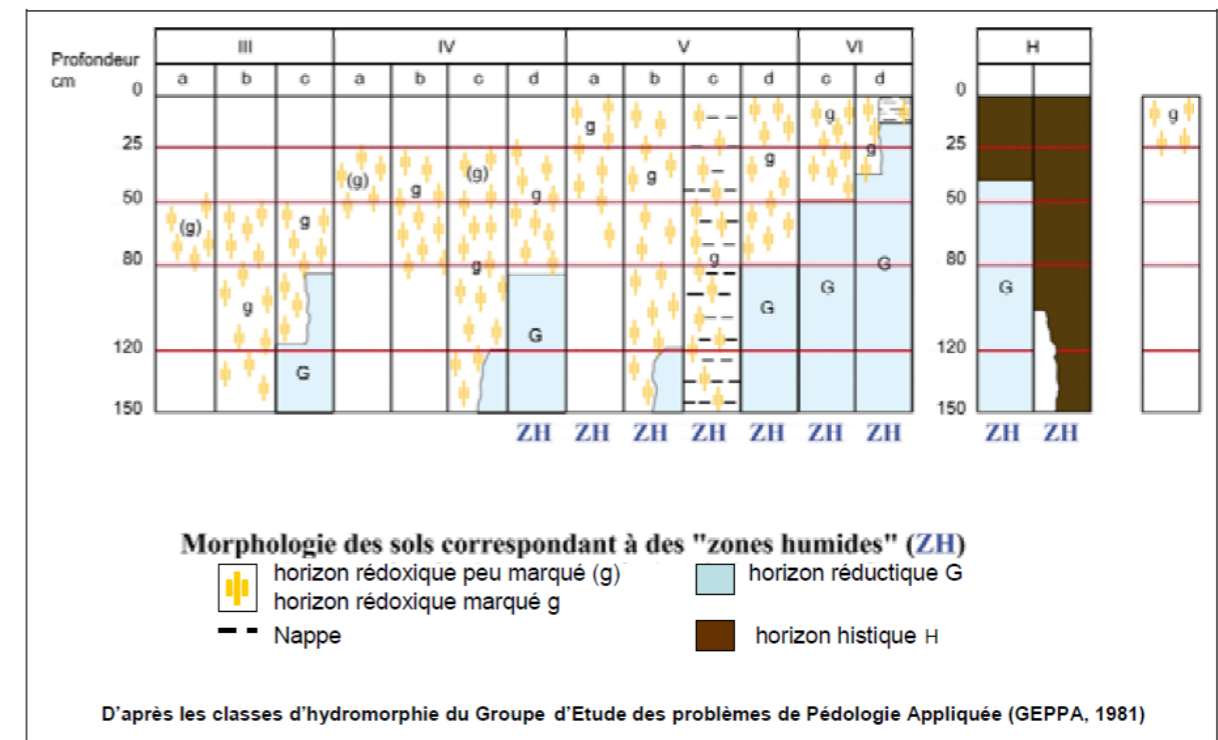 III IV V VI H
Profondeur
cm
a b c a b c d a b c d c d
0 0
25 25
50 50
80 80
120 120
150 150
(g) g g G
(g) g (g) g g G
g g g g G
g G g G
G
g
ZH ZH ZH ZH ZH ZH ZH ZH ZH
Morphologie des sols correspondant à des "zones humides" (ZH)
horizon rédoxique peu marqué (g) horizon réductique G
horizon rédoxique marqué g
Nappe horizon histique H
D'après les classes d'hydromorphie du Groupe d'Etude des problèmes de Pédologie Appliquée (GEPPA, 1981)